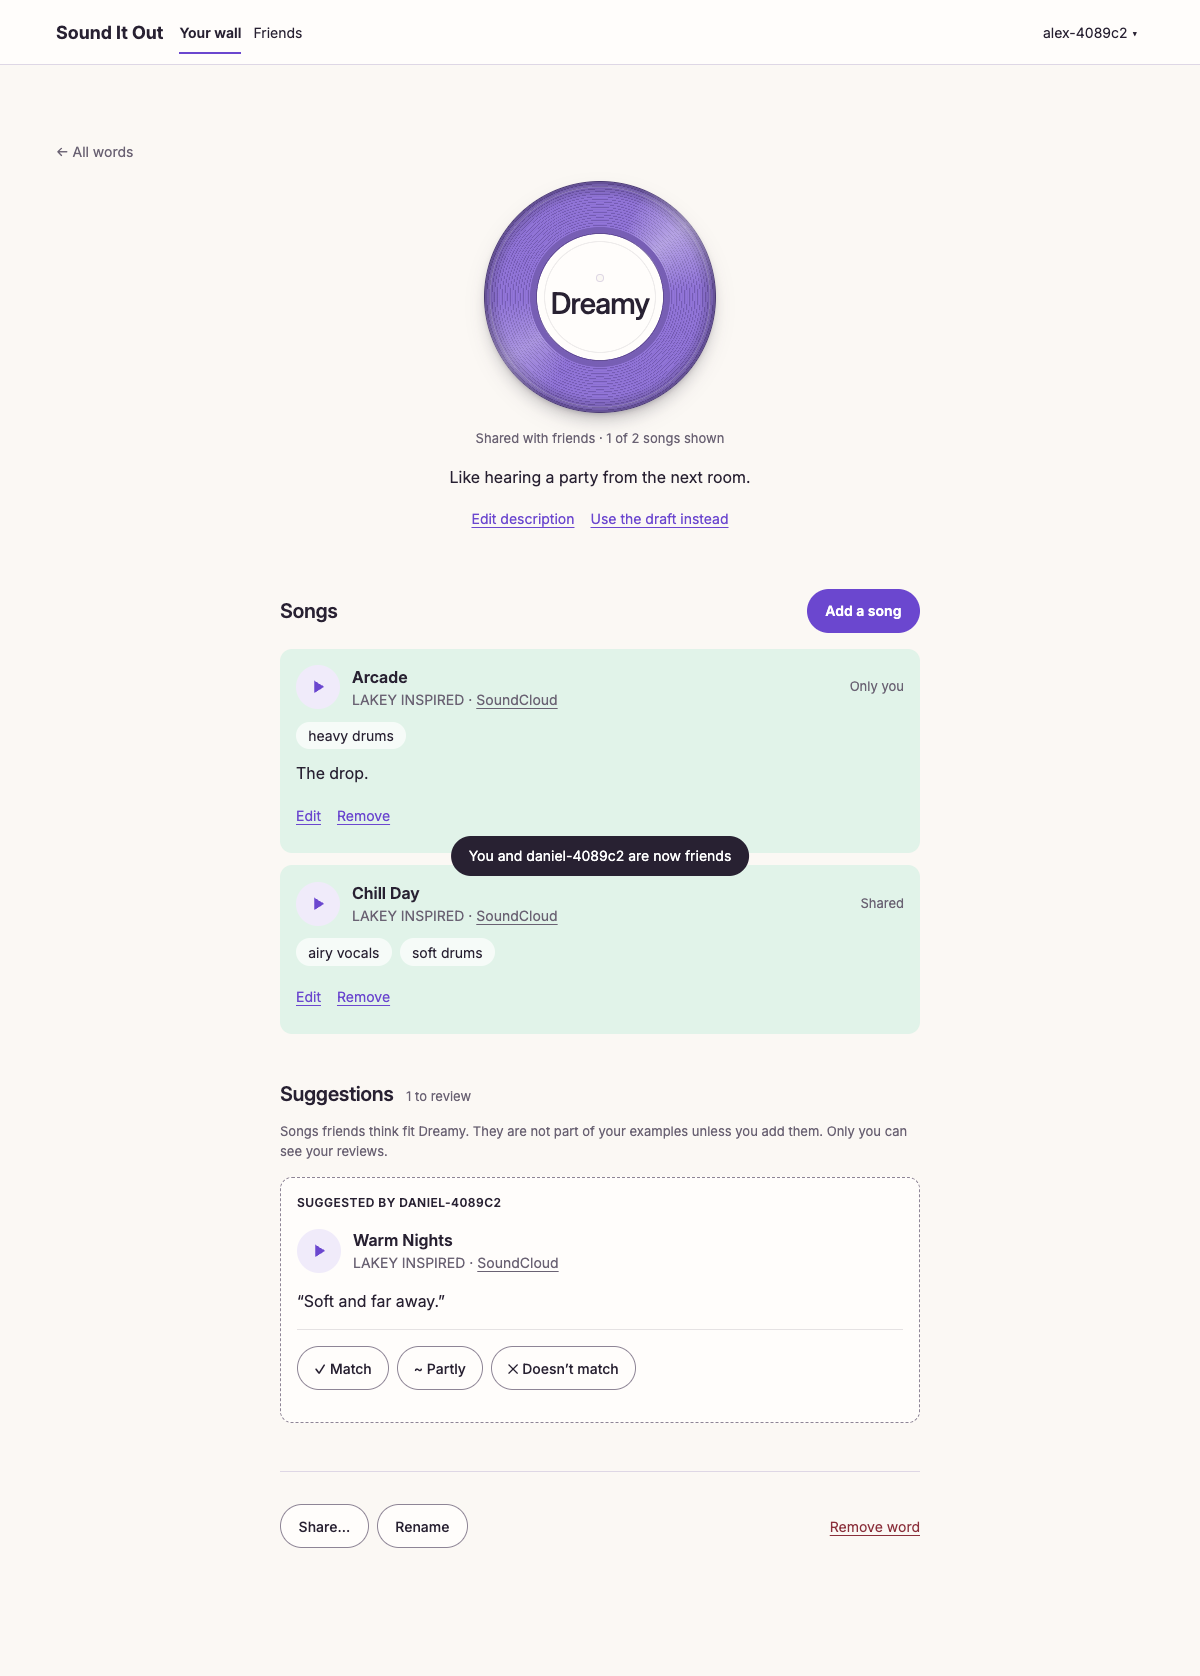 Sound It Out Your wall Friends alex-4089c2 ▾
← All words
Dreamy
Shared with friends · 1 of 2 songs shown
Like hearing a party from the next room.
Edit description Use the draft instead
Songs Add a song
Arcade
LAKEY INSPIRED · SoundCloud
Only you
heavy drums
The drop.
Edit Remove
You and daniel-4089c2 are now friends
Chill Day
LAKEY INSPIRED · SoundCloud
Shared
airy vocals soft drums
Edit Remove
Suggestions 1 to review
Songs friends think fit Dreamy. They are not part of your examples unless you add them. Only you can
see your reviews.
SUGGESTED BY DANIEL-4089C2
Warm Nights
LAKEY INSPIRED · SoundCloud
“Soft and far away.”
✓ Match ~ Partly ✕ Doesn’t match
Share… Rename Remove word